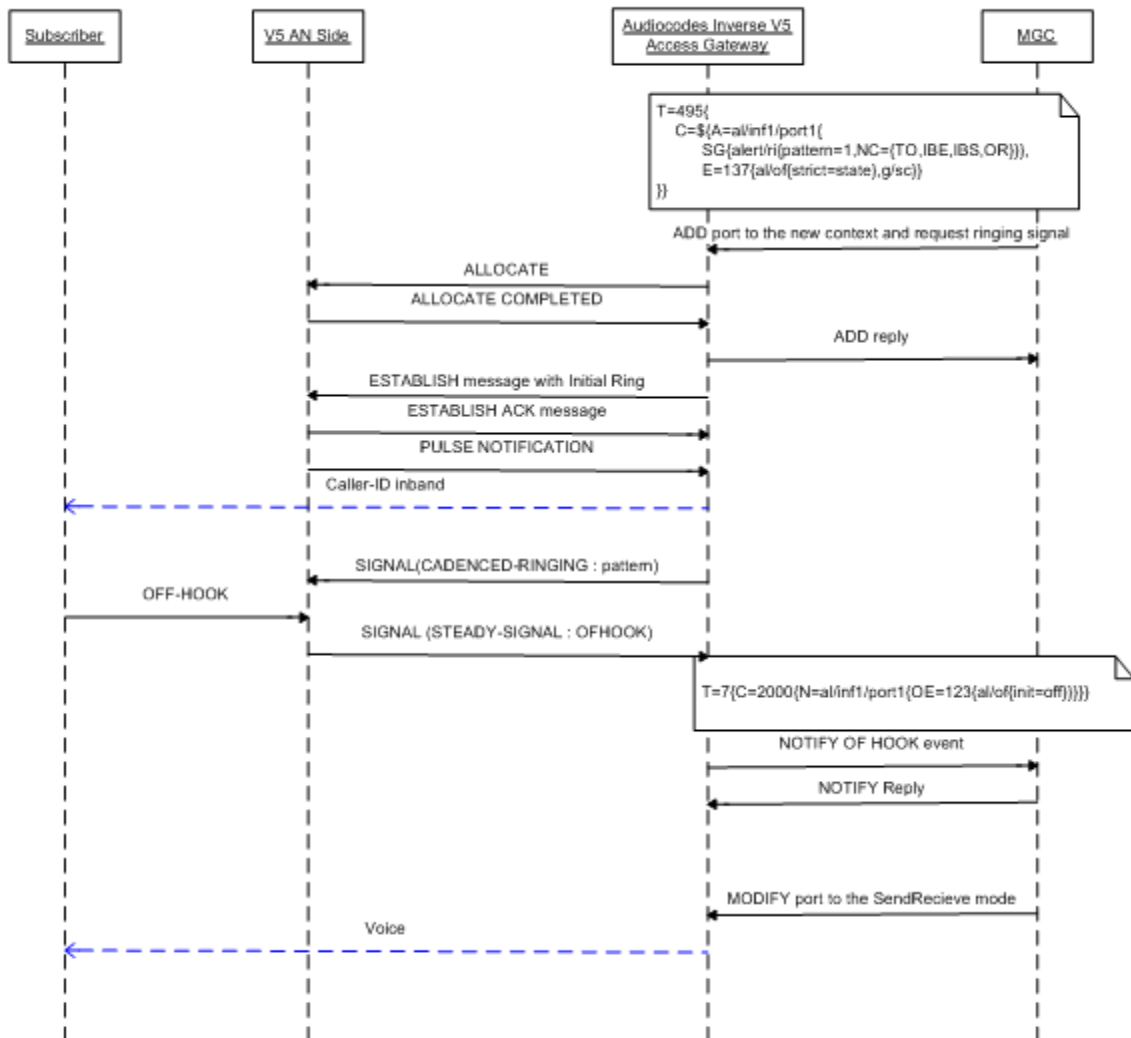 Subscriber
V5 AN Side
Audiocodes Inverse V5
Access Gateway
MGC
T=495{
C=${A=al/inf1/port1{
SG{alert/ri{pattern=1,NC={TO,IBE,IBS,OR}}},
E=137{al/of{strict=state},g/sc}}
}}
ADD port to the new context and request ringing signal
ALLOCATE
ALLOCATE COMPLETED
ADD reply
ESTABLISH message with Initial Ring
ESTABLISH ACK message
PULSE NOTIFICATION
Caller-ID inband
SIGNAL(CADENCED-RINGING : pattern)
OFF-HOOK
SIGNAL (STEADY-SIGNAL : OFHOOK)
T=7{C=2000{N=al/inf1/port1{OE=123{al/of{init=off}}}}}
NOTIFY OF HOOK event
NOTIFY Reply
MODIFY port to the SendRecieve mode
Voice